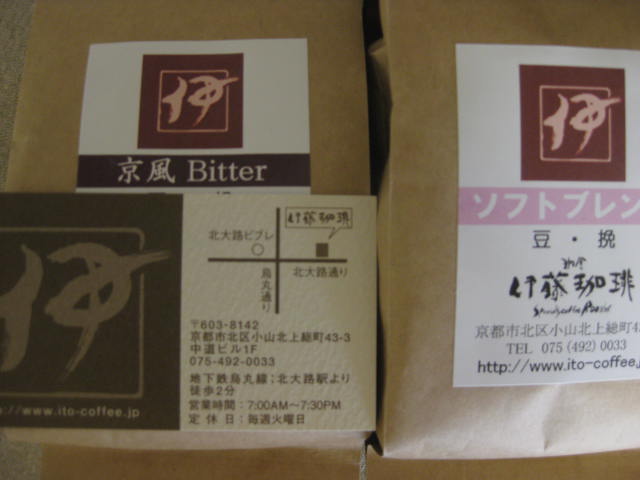 伊
京風 Bitter
伊
://www.ito-coffee.jp
伊藤珈琲
北大路ビブレ
烏丸通り
北大路通り
〒603-8142
京都市北区小山北上総町43-3
中道ビル1F
075-492-0033
地下鉄烏丸線；北大路駅より
徒歩2分
営業時間：7:00AM～7:30PM
定 休 日：毎週火曜日
伊
ソフトブレン
豆・挽
伊藤珈琲
京都市北区小山北上総町43
TEL 075(492)0033
http://www.ito-coffee.j